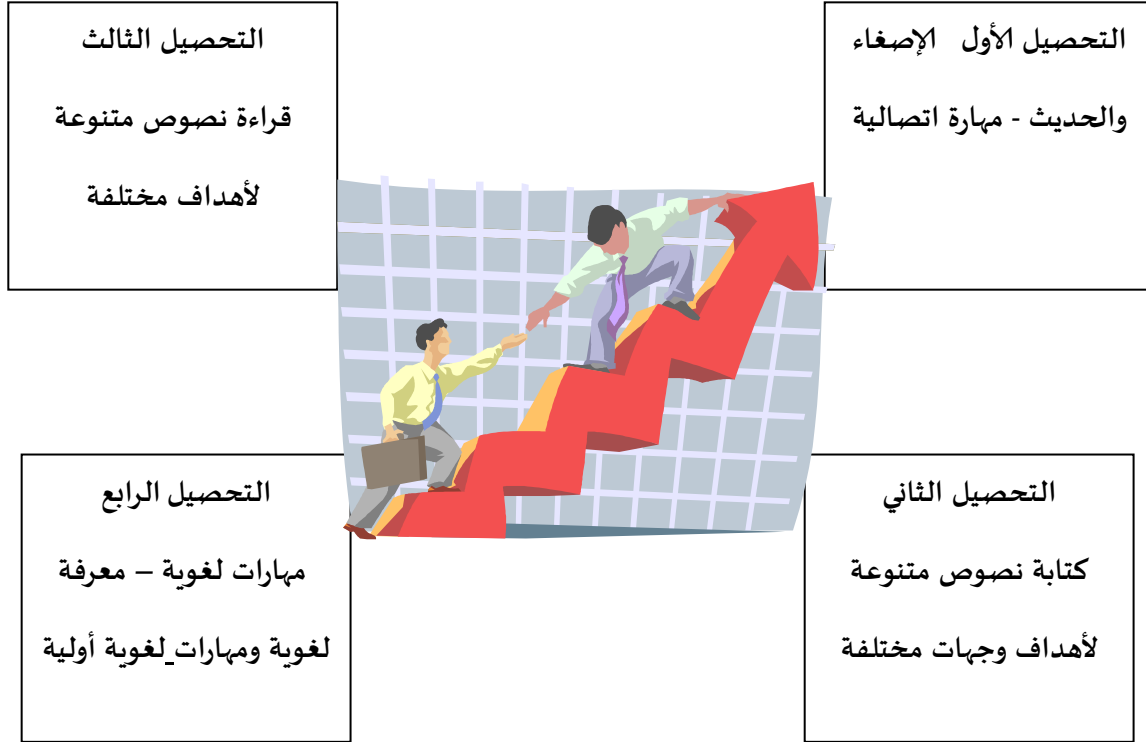 التحصيل الأول   الإصغاء
والحديث - مهارة اتصالية
التحصيل الثاني
كتابة نصوص متنوعة
لأهداف وجهات مختلفة
التحصيل الثالث
قراءة نصوص متنوعة
لأهداف مختلفة
التحصيل الرابع
مهارات لغوية – معرفة
لغوية ومهارات_لغوية أولية